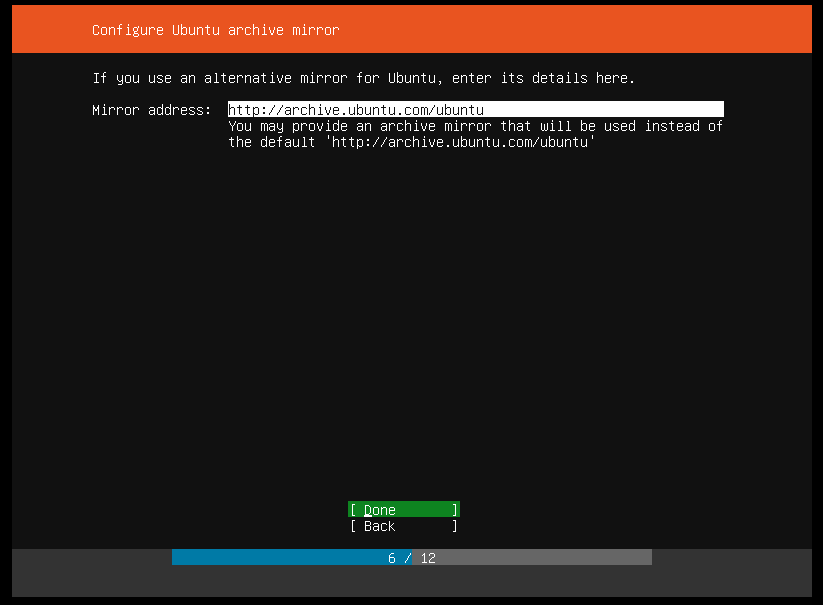 Configure Ubuntu archive mirror
If you use an alternative mirror for Ubuntu, enter its details here.
Mirror address: http://archive.ubuntu.com/ubuntu
You may provide an archive mirror that will be used instead of
the default 'http://archive.ubuntu.com/ubuntu'
[ Done ]
[ Back ]
6 / 12